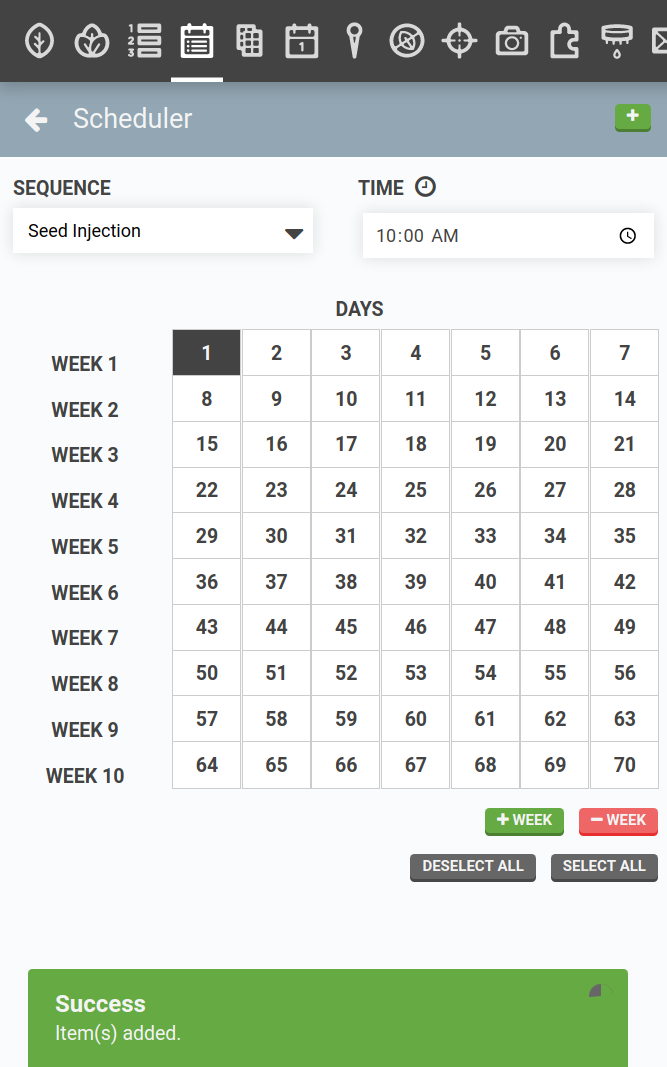 1
2
3
1
Scheduler
+
SEQUENCE TIME
Seed Injection 10:00 AM
DAYS
WEEK 1 1 2 3 4 5 6 7
WEEK 2 8 9 10 11 12 13 14
WEEK 3 15 16 17 18 19 20 21
WEEK 4 22 23 24 25 26 27 28
WEEK 5 29 30 31 32 33 34 35
WEEK 6 36 37 38 39 40 41 42
WEEK 7 43 44 45 46 47 48 49
WEEK 8 50 51 52 53 54 55 56
WEEK 9 57 58 59 60 61 62 63
WEEK 10 64 65 66 67 68 69 70
+ WEEK − WEEK
DESELECT ALL SELECT ALL
Success
Item(s) added.